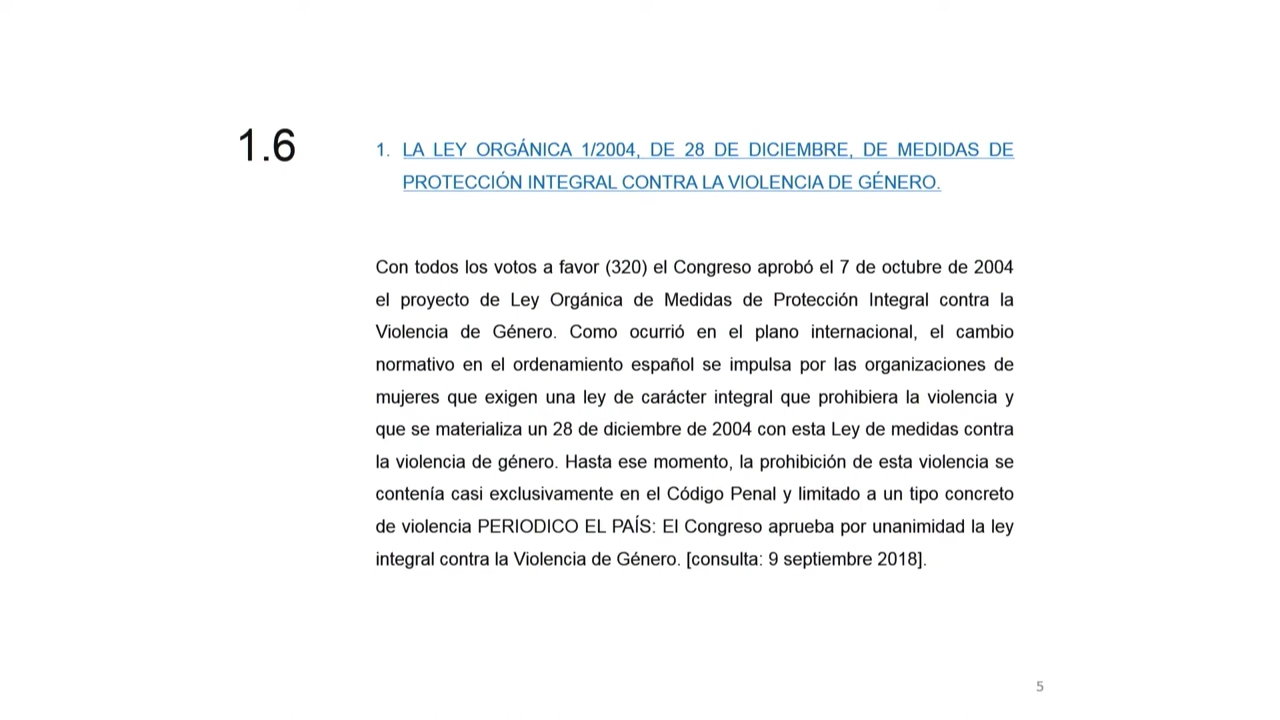 1.6
1. LA LEY ORGÁNICA 1/2004, DE 28 DE DICIEMBRE, DE MEDIDAS DE
PROTECCIÓN INTEGRAL CONTRA LA VIOLENCIA DE GÉNERO.
Con todos los votos a favor (320) el Congreso aprobó el 7 de octubre de 2004
el proyecto de Ley Orgánica de Medidas de Protección Integral contra la
Violencia de Género. Como ocurrió en el plano internacional, el cambio
normativo en el ordenamiento español se impulsa por las organizaciones de
mujeres que exigen una ley de carácter integral que prohibiera la violencia y
que se materializa un 28 de diciembre de 2004 con esta Ley de medidas contra
la violencia de género. Hasta ese momento, la prohibición de esta violencia se
contenía casi exclusivamente en el Código Penal y limitado a un tipo concreto
de violencia PERIODICO EL PAÍS: El Congreso aprueba por unanimidad la ley
integral contra la Violencia de Género. [consulta: 9 septiembre 2018].
5